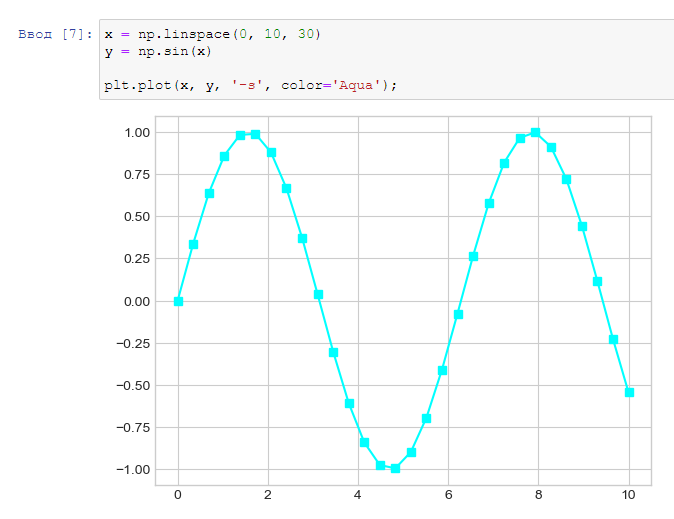 Ввод [7]: x = np.linspace(0, 10, 30)
y = np.sin(x)
plt.plot(x, y, '-s', color='Aqua');
1.00
0.75
0.50
0.25
0.00
−0.25
−0.50
−0.75
−1.00
0 2 4 6 8 10